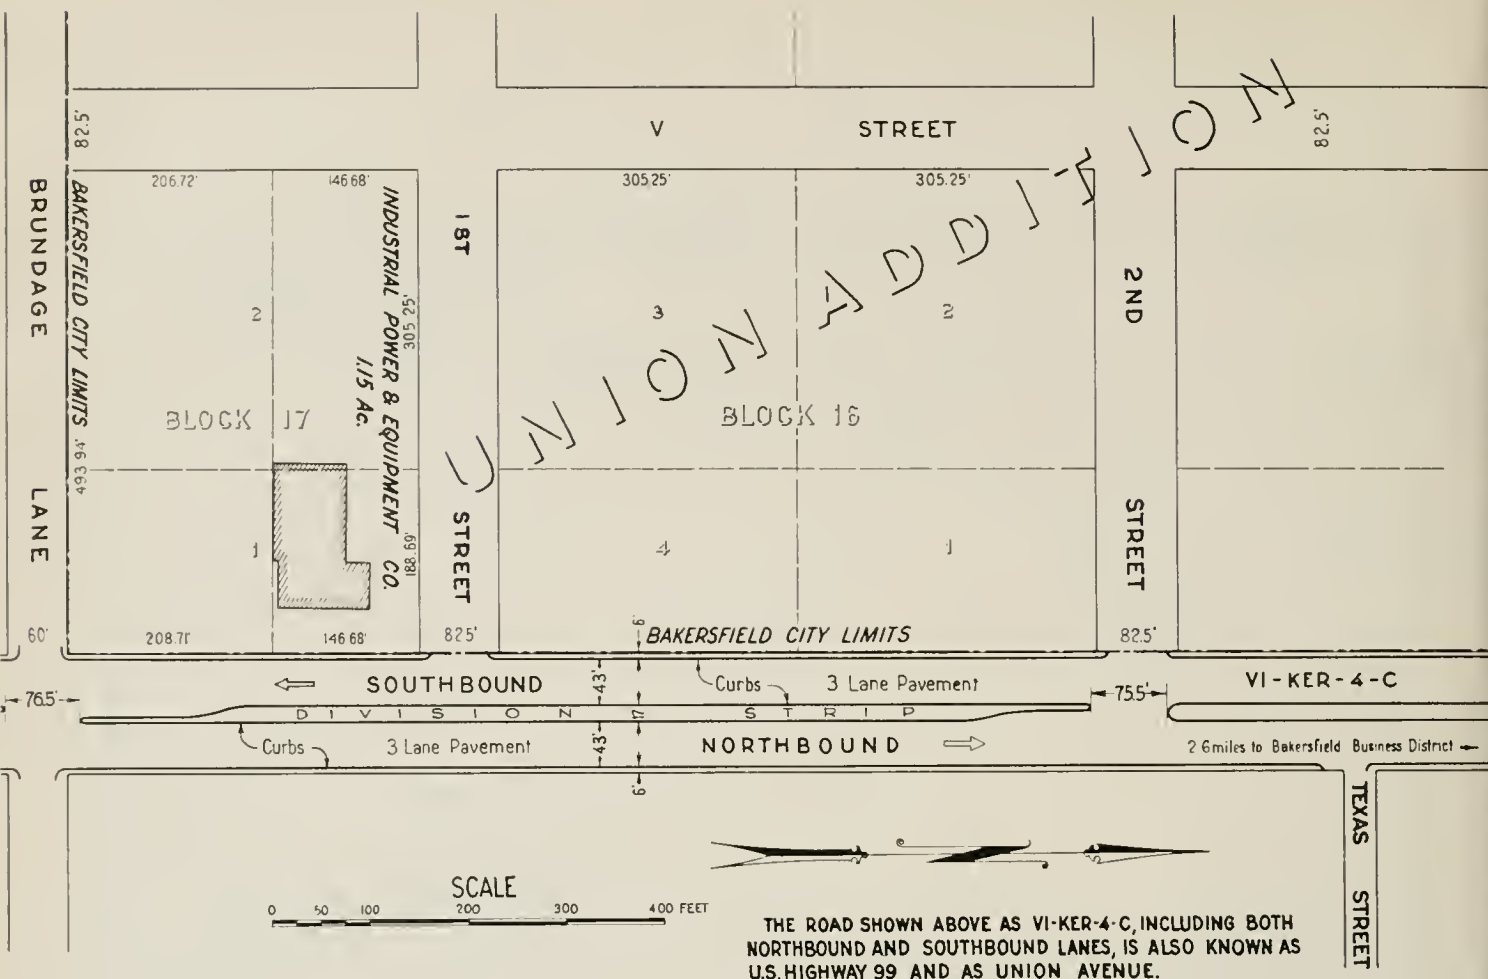 82.5'
V STREET
82.5'
206.72'
146.68'
305.25'
305.25'
BRUNDAGE LANE
BAKERSFIELD CITY LIMITS
493.94'
INDUSTRIAL POWER & EQUIPMENT CO.
1.15 Ac.
305.25'
188.69'
1ST STREET
2ND STREET
UNION ADDITION
2
3
2
BLOCK 17
BLOCK 16
1
4
1
60'
208.71'
146.68'
82.5'
6'
BAKERSFIELD CITY LIMITS
82.5'
76.5'
SOUTHBOUND
43'
Curbs
3 Lane Pavement
75.5'
VI-KER-4-C
DIVISION
17'
STRIP
Curbs
3 Lane Pavement
43'
NORTHBOUND
2.6 miles to Bakersfield Business District
6'
TEXAS STREET
SCALE
0 50 100 200 300 400 FEET
THE ROAD SHOWN ABOVE AS VI-KER-4-C, INCLUDING BOTH
NORTHBOUND AND SOUTHBOUND LANES, IS ALSO KNOWN AS
U.S. HIGHWAY 99 AND AS UNION AVENUE.